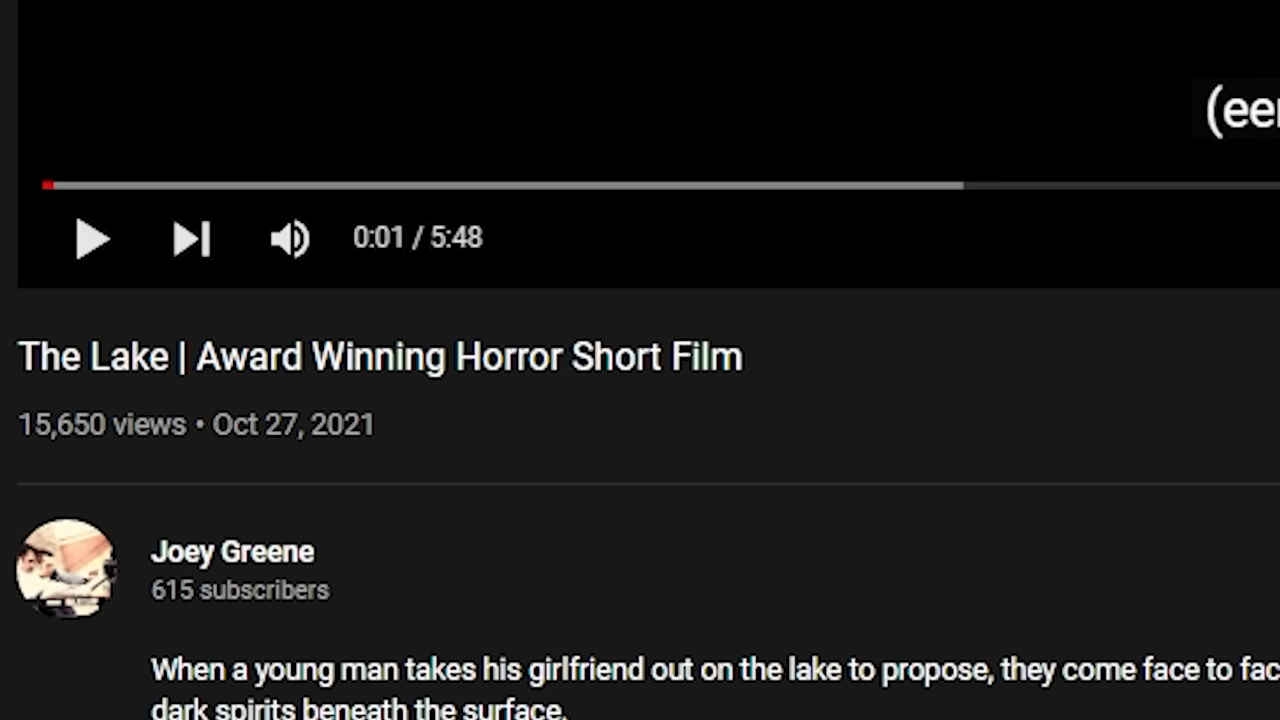 (ee
0:01 / 5:48
The Lake | Award Winning Horror Short Film
15,650 views • Oct 27, 2021
Joey Greene
615 subscribers
When a young man takes his girlfriend out on the lake to propose, they come face to fac
dark spirits beneath the surface.